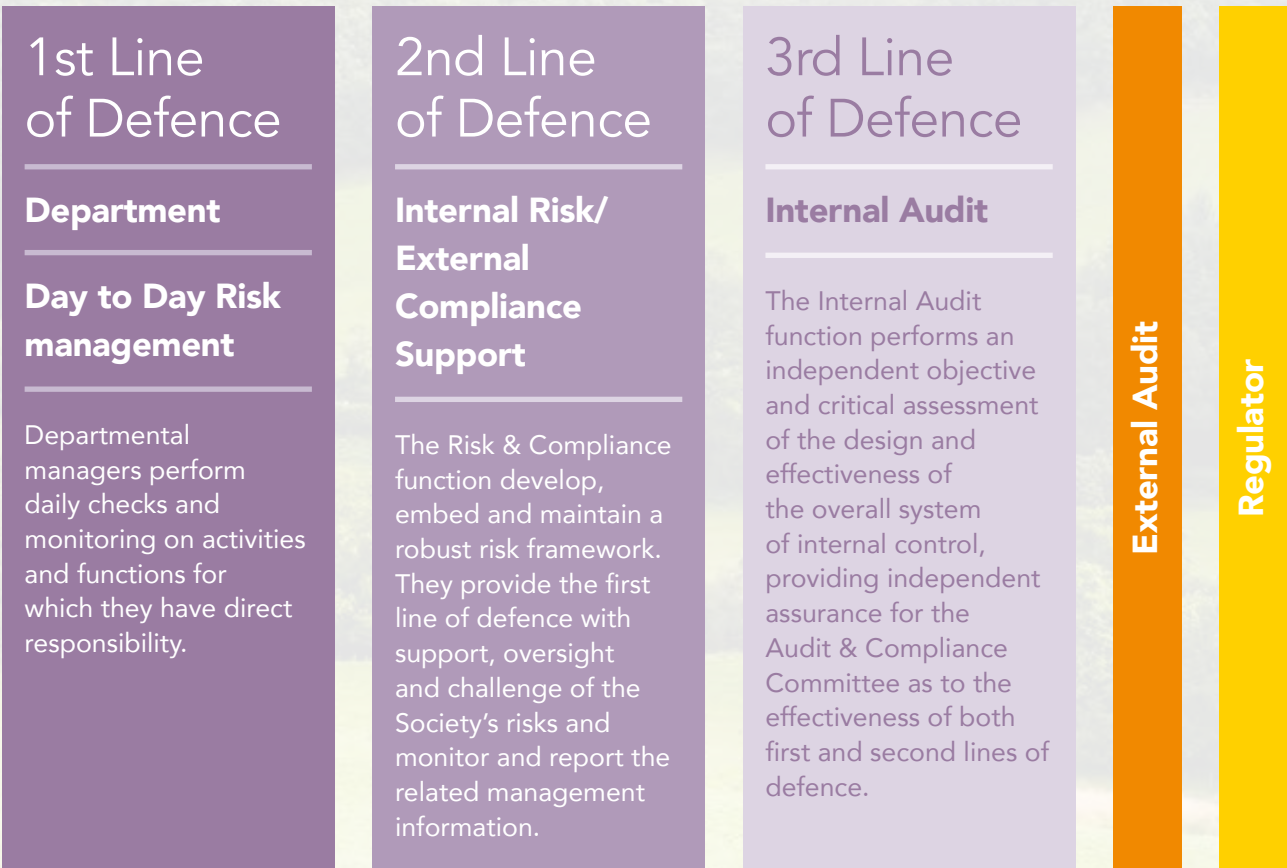 1st Line
of Defence
Department
Day to Day Risk
management
Departmental
managers perform
daily checks and
monitoring on activities
and functions for
which they have direct
responsibility.
2nd Line
of Defence
Internal Risk/
External
Compliance
Support
The Risk & Compliance
function develop,
embed and maintain a
robust risk framework.
They provide the first
line of defence with
support, oversight
and challenge of the
Society's risks and
monitor and report the
related management
information.
3rd Line
of Defence
Internal Audit
The Internal Audit
function performs an
independent objective
and critical assessment
of the design and
effectiveness of
the overall system
of internal control,
providing independent
assurance for the
Audit & Compliance
Committee as to the
effectiveness of both
first and second lines of
defence.
External Audit
Regulator